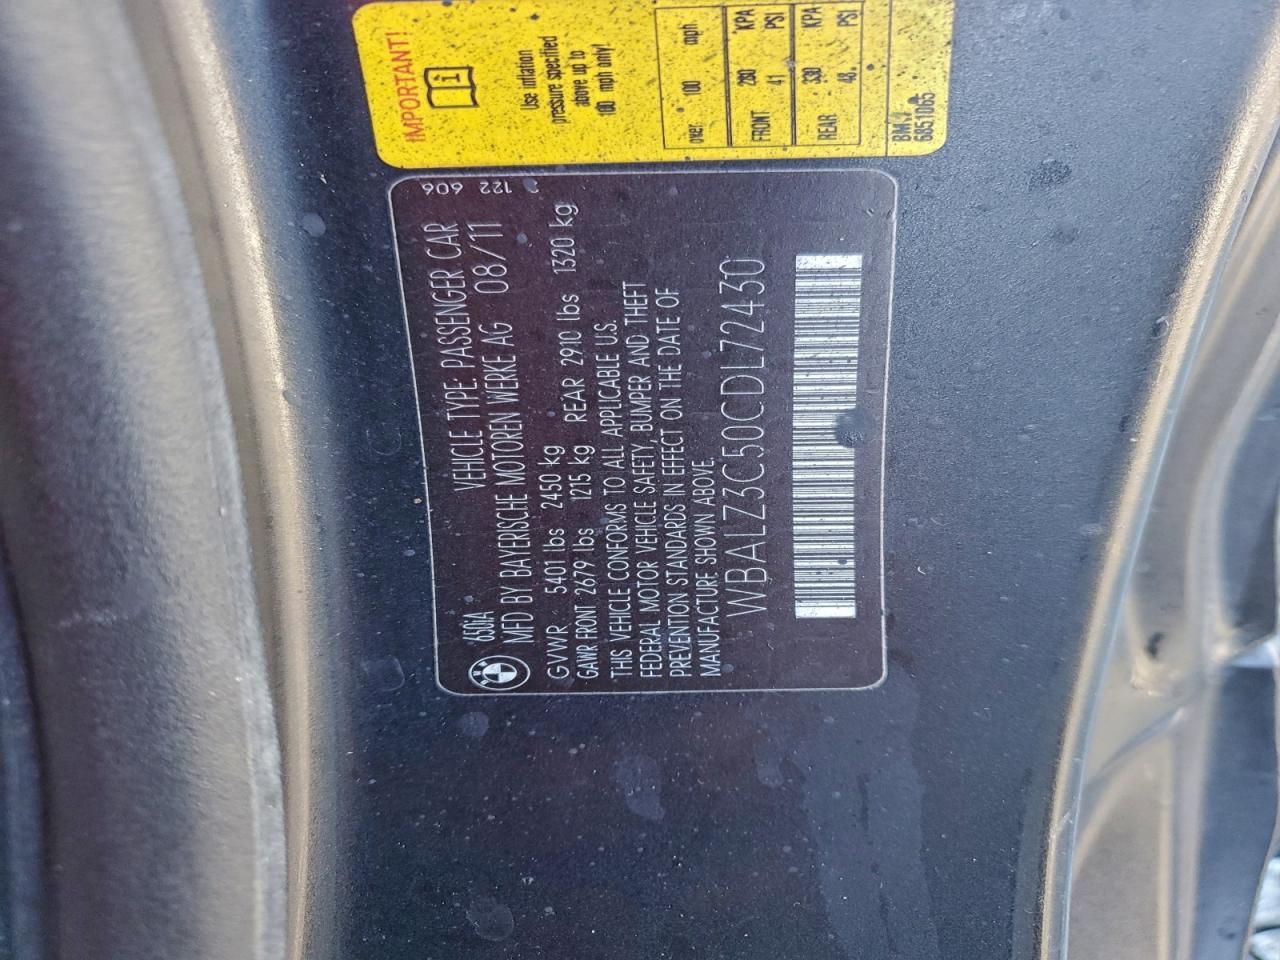 IMPORTANT!
i
Use inflation
pressure specified
above up to
100 mph only!
over 100 mph.
FRONT 280 KPA
41 PSI
REAR 330 KPA
48. PSI
BMW
6851065
606
122
650iA
VEHICLE TYPE: PASSENGER CAR
MFD BY BAYERISCHE MOTOREN WERKE AG 08/11
GVWR 5401 lbs 2450 kg
GAWR FRONT 2679 lbs 1215 kg REAR 2910 lbs 1320 kg
THIS VEHICLE CONFORMS TO ALL APPLICABLE U.S.
FEDERAL MOTOR VEHICLE SAFETY, BUMPER AND THEFT
PREVENTION STANDARDS IN EFFECT ON THE DATE OF
MANUFACTURE SHOWN ABOVE.
WBALZ3C50CDL72430